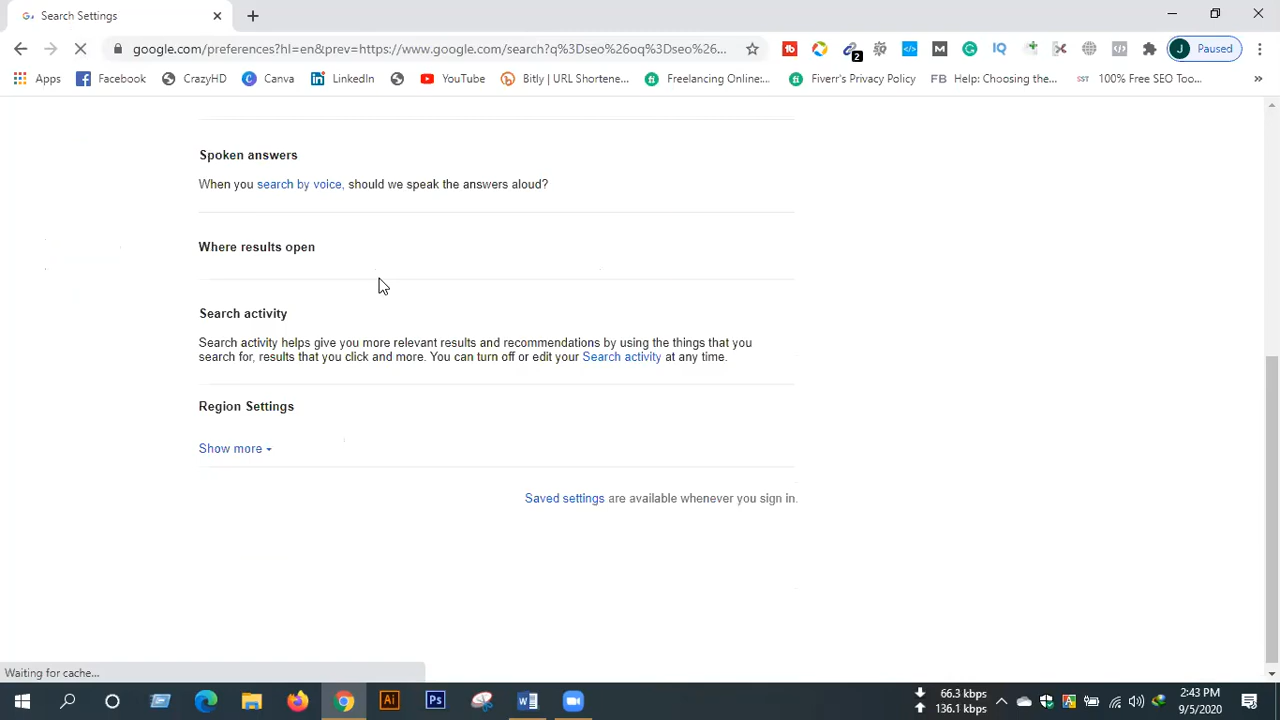 Search Settings
google.com/preferences?hl=en&prev=https://www.google.com/search?q%3Dseo%26oq%3Dseo%26...
2
IQ
J Paused
Apps Facebook CrazyHD Canva LinkedIn YouTube Bitly | URL Shortene... Freelancing Online:... Fiverr's Privacy Policy FB Help: Choosing the... SST 100% Free SEO Too... »
Spoken answers
When you search by voice, should we speak the answers aloud?
Where results open
Search activity
Search activity helps give you more relevant results and recommendations by using the things that you
search for, results that you click and more. You can turn off or edit your Search activity at any time.
Region Settings
Show more
Saved settings are available whenever you sign in.
Waiting for cache...
Ai Ps
66.3 kbps
136.1 kbps
2:43 PM
9/5/2020